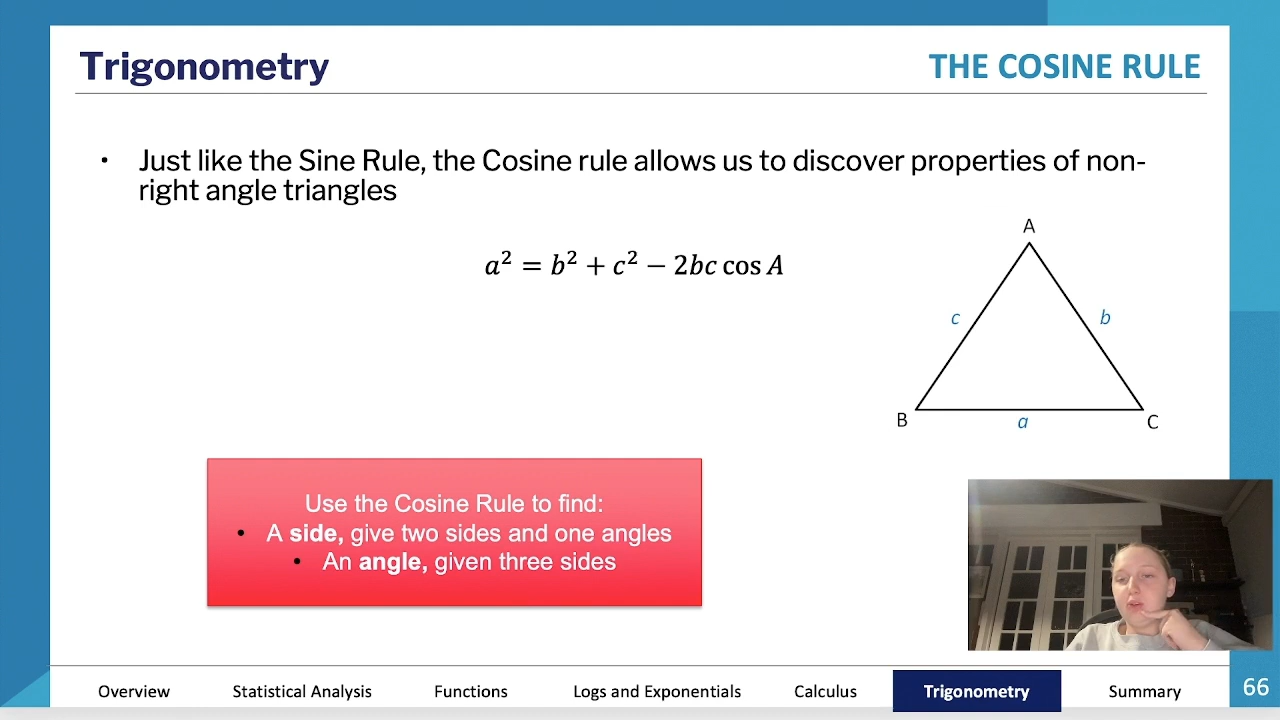 Trigonometry
THE COSINE RULE
• Just like the Sine Rule, the Cosine rule allows us to discover properties of non-
right angle triangles
a² = b² + c² − 2bc cos A
A
c
b
B
a
C
Use the Cosine Rule to find:
• A side, give two sides and one angles
• An angle, given three sides
Overview
Statistical Analysis
Functions
Logs and Exponentials
Calculus
Trigonometry
Summary
66